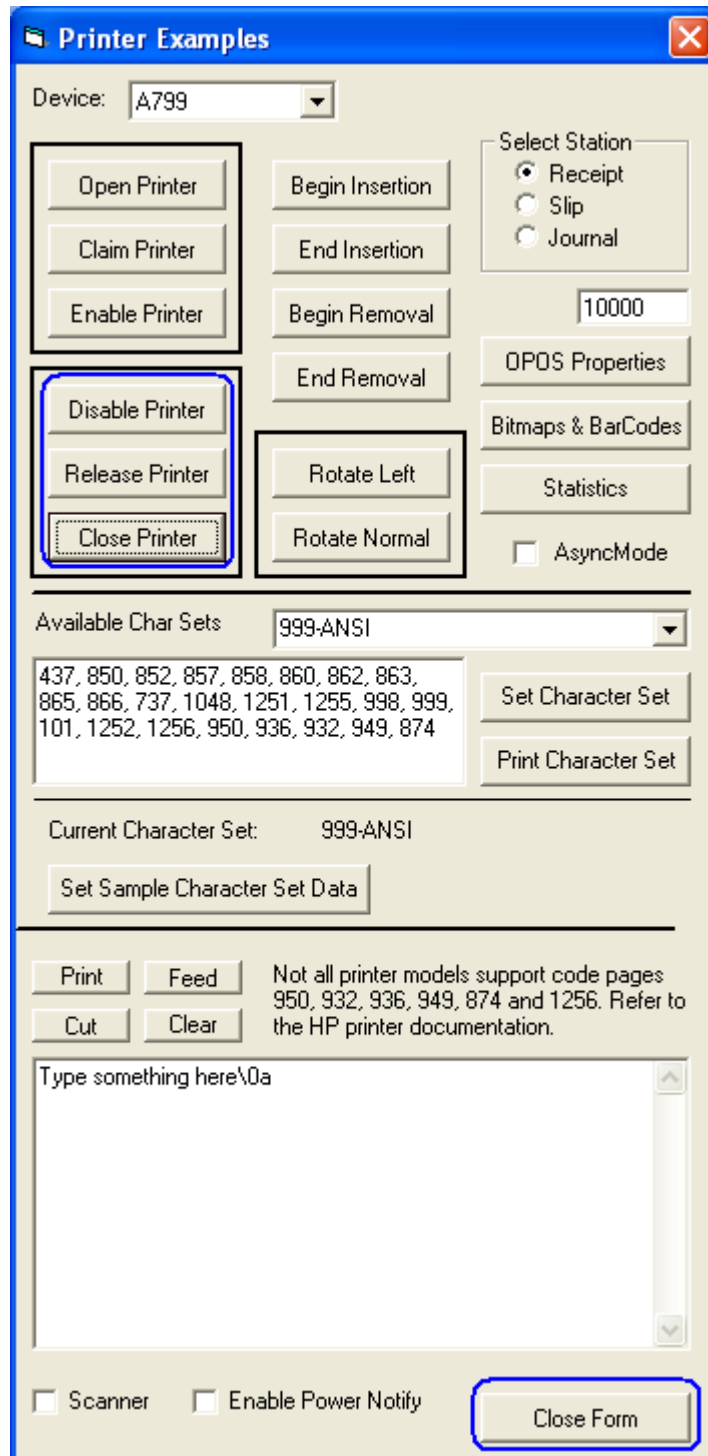 Printer Examples
Device: A799
Open Printer
Claim Printer
Enable Printer
Begin Insertion
End Insertion
Begin Removal
End Removal
Select Station
Receipt
Slip
Journal
10000
OPOS Properties
Bitmaps & BarCodes
Statistics
AsyncMode
Disable Printer
Release Printer
Close Printer
Rotate Left
Rotate Normal
Available Char Sets
999-ANSI
437, 850, 852, 857, 858, 860, 862, 863,
865, 866, 737, 1048, 1251, 1255, 998, 999,
101, 1252, 1256, 950, 936, 932, 949, 874
Set Character Set
Print Character Set
Current Character Set: 999-ANSI
Set Sample Character Set Data
Print
Feed
Cut
Clear
Not all printer models support code pages
950, 932, 936, 949, 874 and 1256. Refer to
the HP printer documentation.
Type something here\0a
Scanner
Enable Power Notify
Close Form